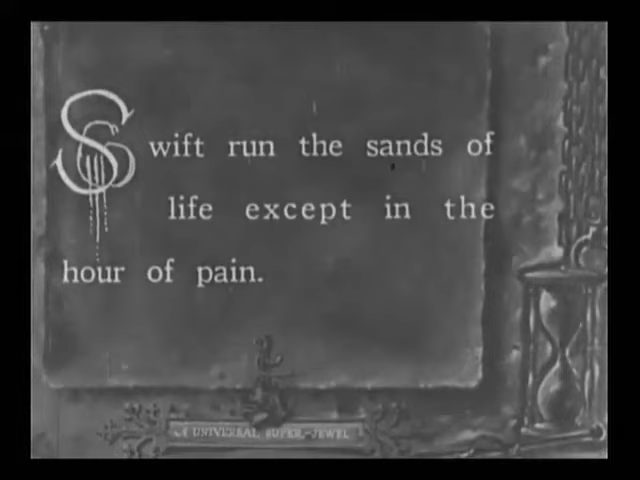 Swift run the sands of
life except in the
hour of pain.
A UNIVERSAL SUPER-JEWEL